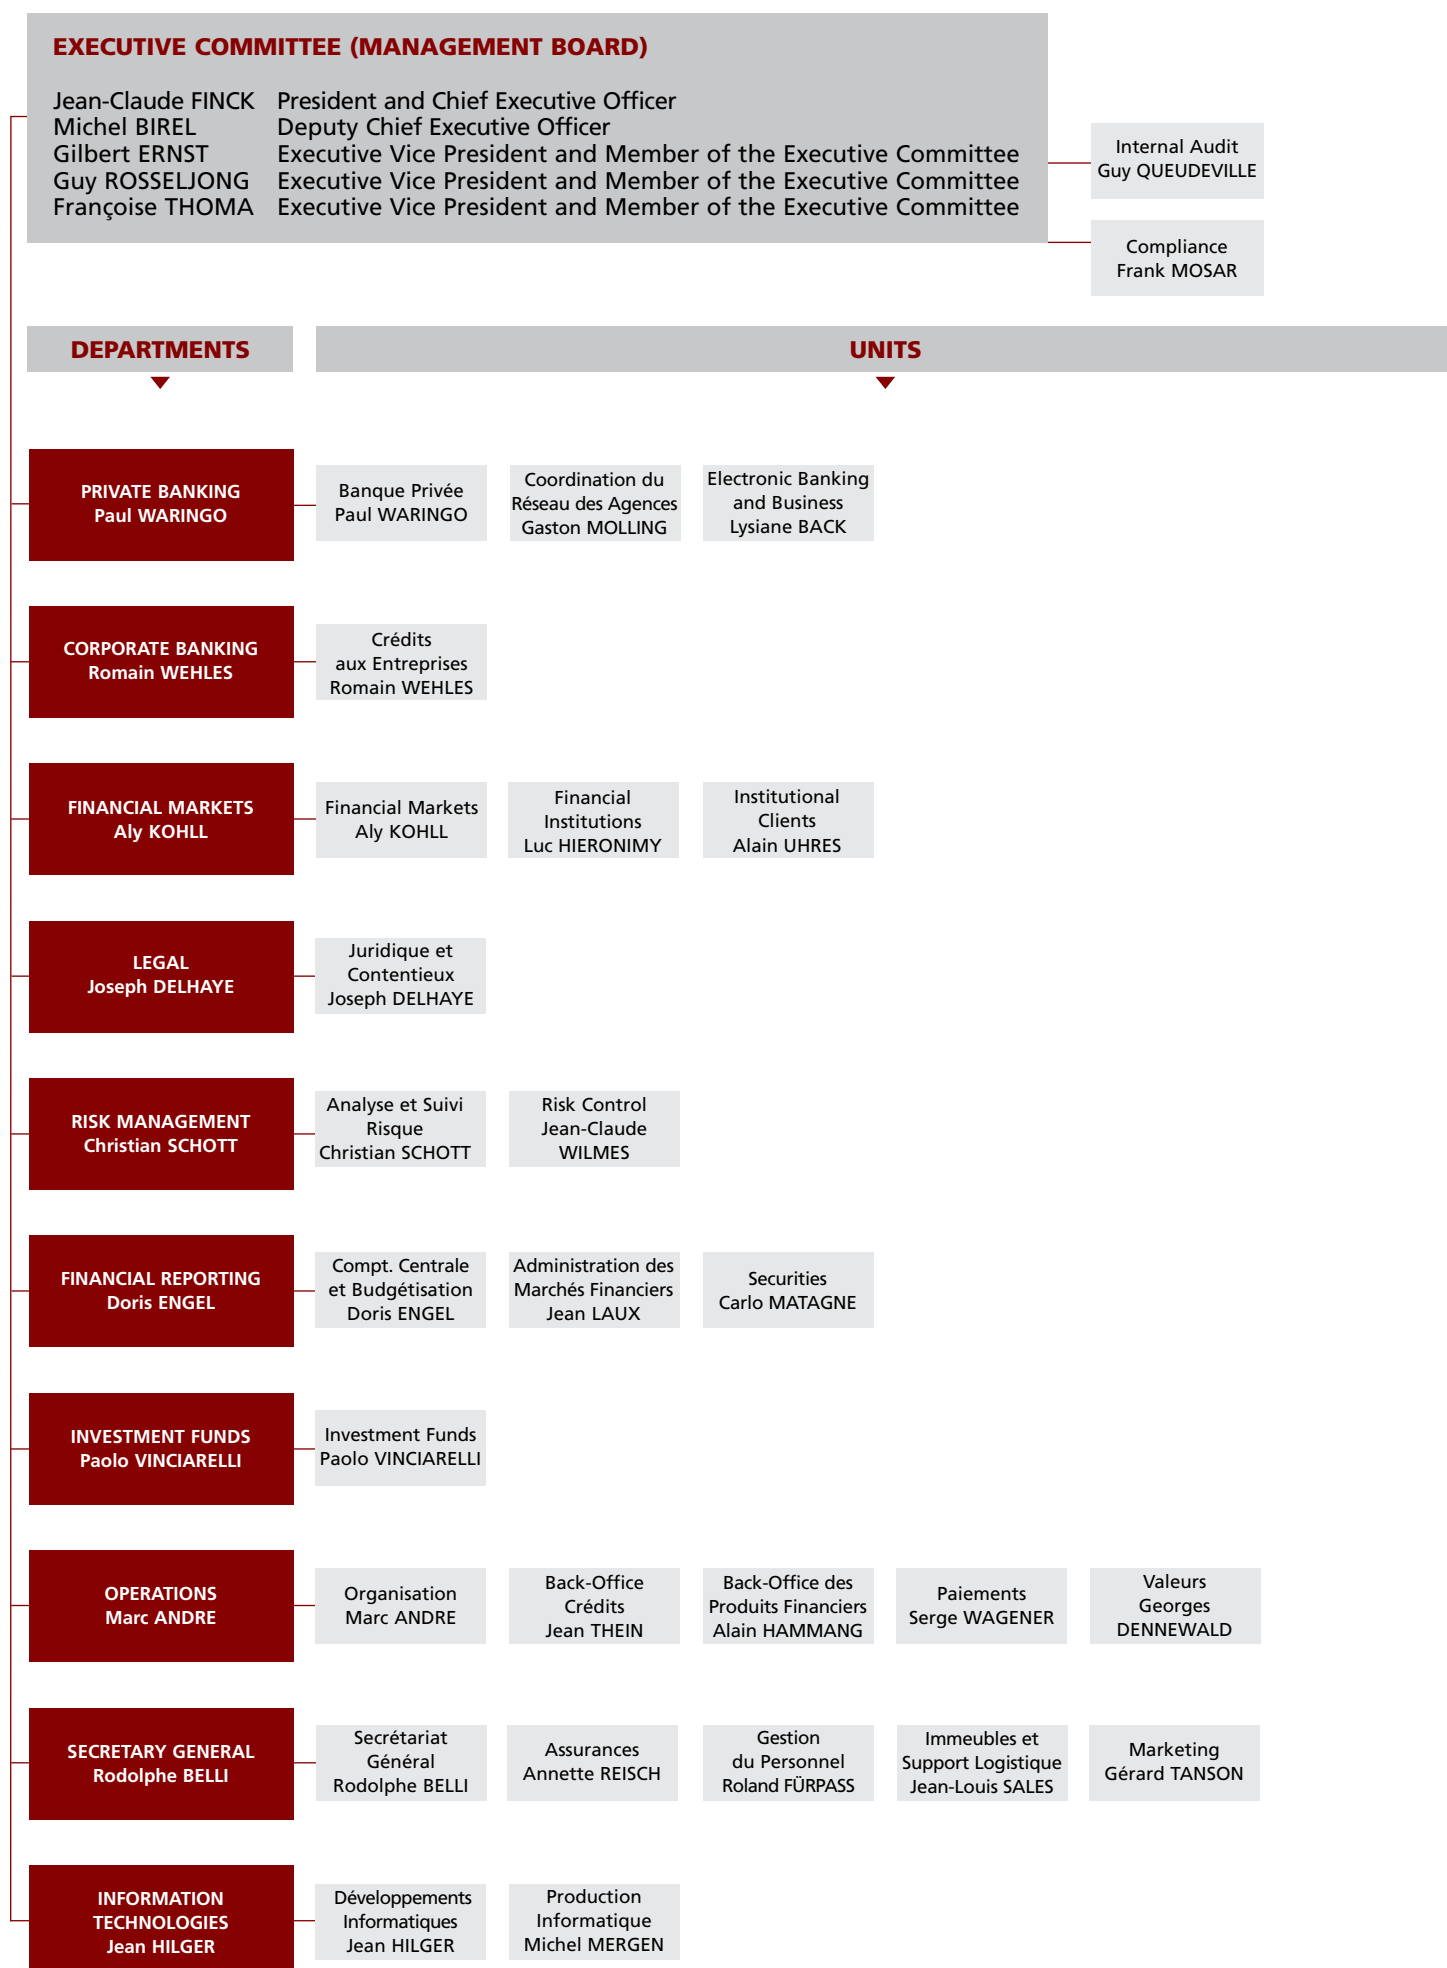 EXECUTIVE COMMITTEE (MANAGEMENT BOARD)
Jean-Claude FINCK President and Chief Executive Officer
Michel BIREL Deputy Chief Executive Officer
Gilbert ERNST Executive Vice President and Member of the Executive Committee
Guy ROSSELJONG Executive Vice President and Member of the Executive Committee
Françoise THOMA Executive Vice President and Member of the Executive Committee
Internal Audit
Guy QUEUDEVILLE
Compliance
Frank MOSAR
DEPARTMENTS
UNITS
PRIVATE BANKING
Paul WARINGO
Banque Privée
Paul WARINGO
Coordination du
Réseau des Agences
Gaston MOLLING
Electronic Banking
and Business
Lysiane BACK
CORPORATE BANKING
Romain WEHLES
Crédits
aux Entreprises
Romain WEHLES
FINANCIAL MARKETS
Aly KOHLL
Financial Markets
Aly KOHLL
Financial
Institutions
Luc HIERONIMY
Institutional
Clients
Alain UHRES
LEGAL
Joseph DELHAYE
Juridique et
Contentieux
Joseph DELHAYE
RISK MANAGEMENT
Christian SCHOTT
Analyse et Suivi
Risque
Christian SCHOTT
Risk Control
Jean-Claude
WILMES
FINANCIAL REPORTING
Doris ENGEL
Compt. Centrale
et Budgétisation
Doris ENGEL
Administration des
Marchés Financiers
Jean LAUX
Securities
Carlo MATAGNE
INVESTMENT FUNDS
Paolo VINCIARELLI
Investment Funds
Paolo VINCIARELLI
OPERATIONS
Marc ANDRE
Organisation
Marc ANDRE
Back-Office
Crédits
Jean THEIN
Back-Office des
Produits Financiers
Alain HAMMANG
Paiements
Serge WAGENER
Valeurs
Georges
DENNEWALD
SECRETARY GENERAL
Rodolphe BELLI
Secrétariat
Général
Rodolphe BELLI
Assurances
Annette REISCH
Gestion
du Personnel
Roland FÜRPASS
Immeubles et
Support Logistique
Jean-Louis SALES
Marketing
Gérard TANSON
INFORMATION
TECHNOLOGIES
Jean HILGER
Développements
Informatiques
Jean HILGER
Production
Informatique
Michel MERGEN